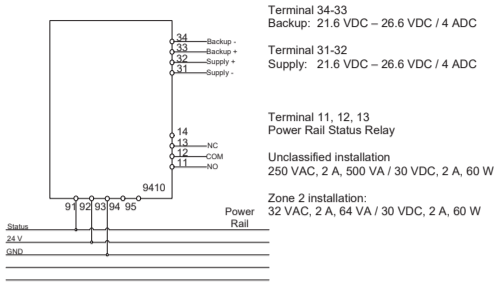 34 Backup -
33 Backup +
32 Supply +
31 Supply -
14
13 NC
12 COM
11 NO
9410
91 92 93 94 95
Power
Rail
Status
24 V
GND
Terminal 34-33
Backup: 21.6 VDC – 26.6 VDC / 4 ADC
Terminal 31-32
Supply: 21.6 VDC – 26.6 VDC / 4 ADC
Terminal 11, 12, 13
Power Rail Status Relay
Unclassified installation
250 VAC, 2 A, 500 VA / 30 VDC, 2 A, 60 W
Zone 2 installation:
32 VAC, 2 A, 64 VA / 30 VDC, 2 A, 60 W